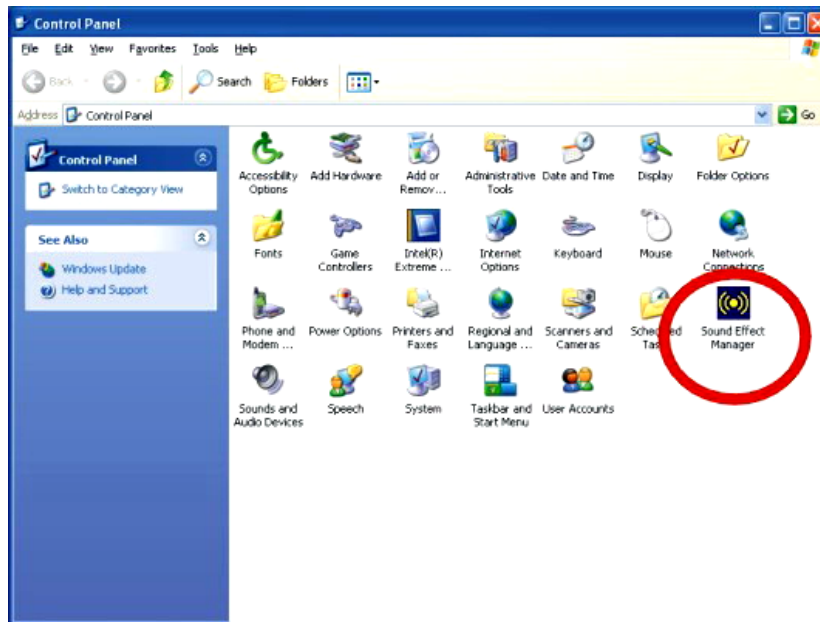 Control Panel
File Edit View Favorites Tools Help
Back Search Folders
Address Control Panel Go
Control Panel
Switch to Category View
See Also
Windows Update
Help and Support
Accessibility Options
Add Hardware
Add or Remov...
Administrative Tools
Date and Time
Display
Folder Options
Fonts
Game Controllers
Intel(R) Extreme ...
Internet Options
Keyboard
Mouse
Network Connections
Phone and Modem ...
Power Options
Printers and Faxes
Regional and Language ...
Scanners and Cameras
Sound Effect Manager
Sounds and Audio Devices
Speech
System
Taskbar and Start Menu
User Accounts